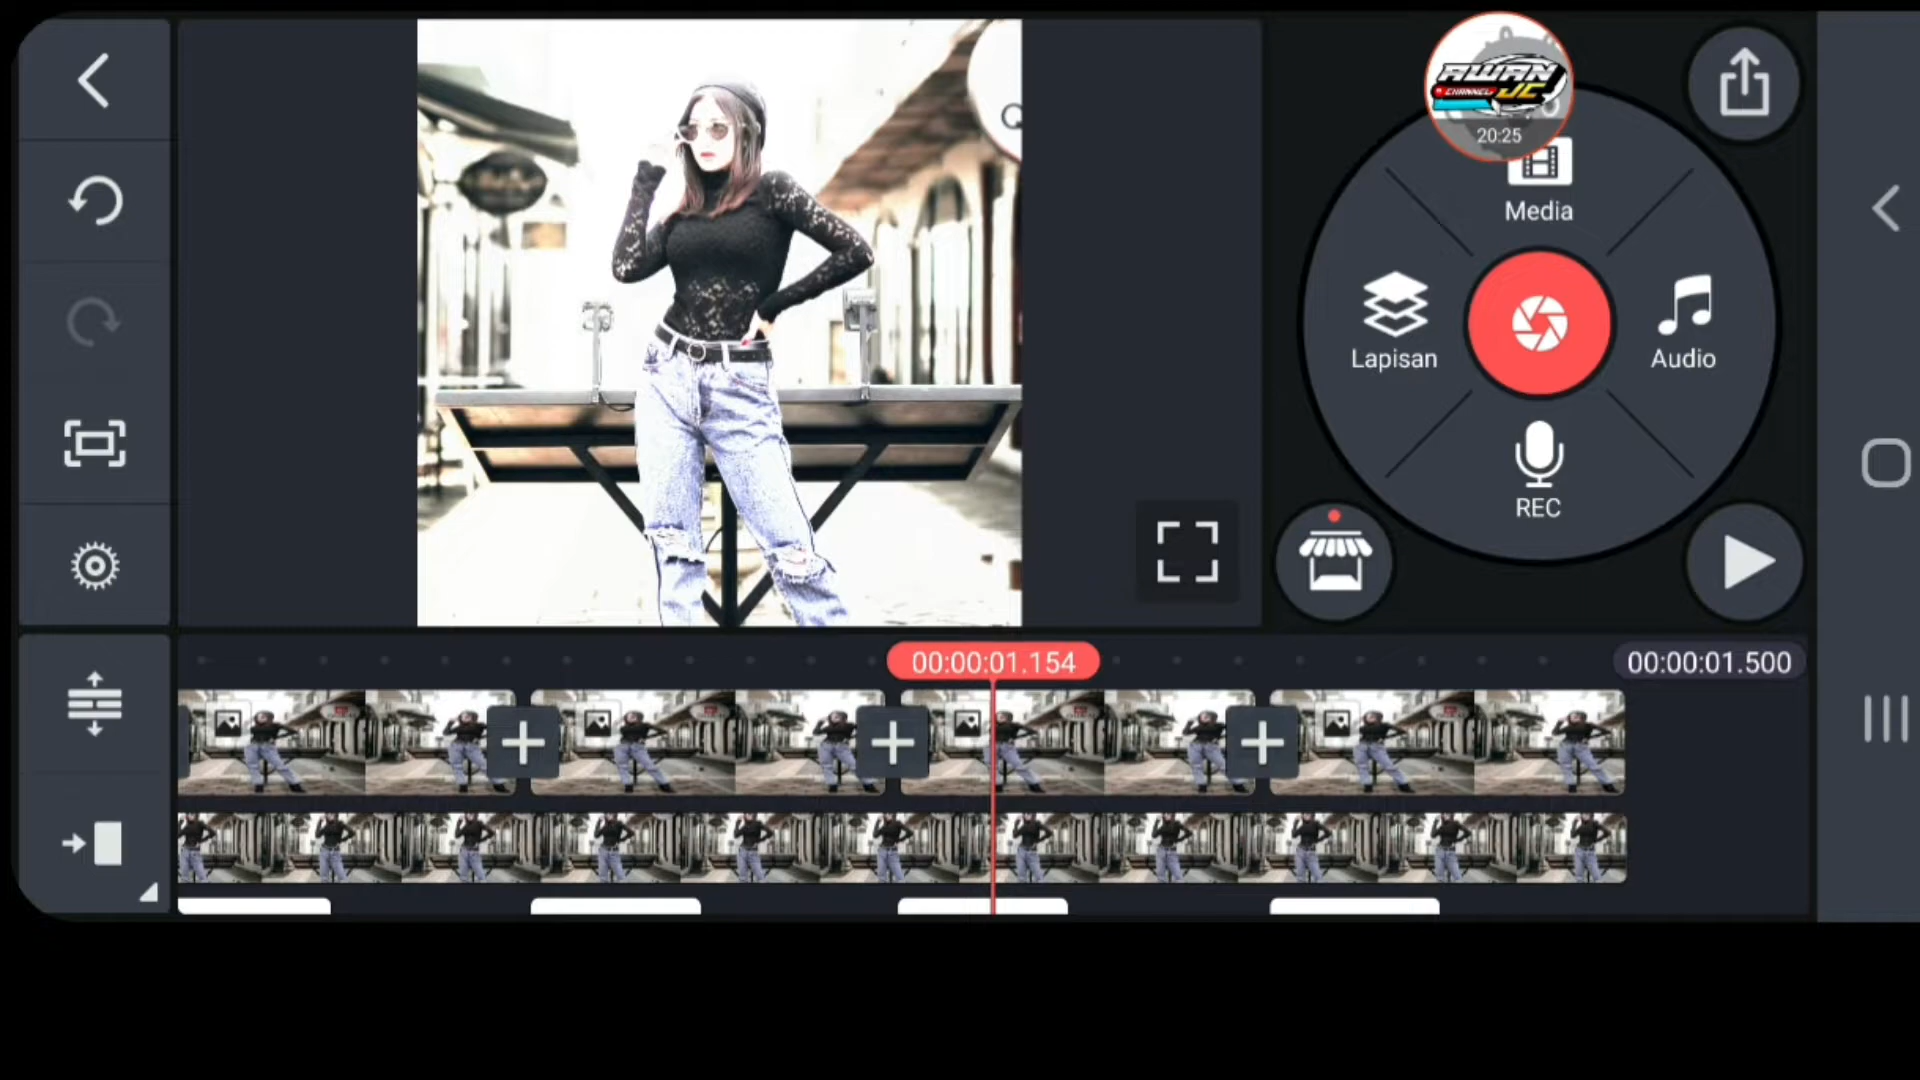 AWAN
CHANNEL JC
20:25
Media
Lapisan
Audio
REC
00:00:01.154
00:00:01.500